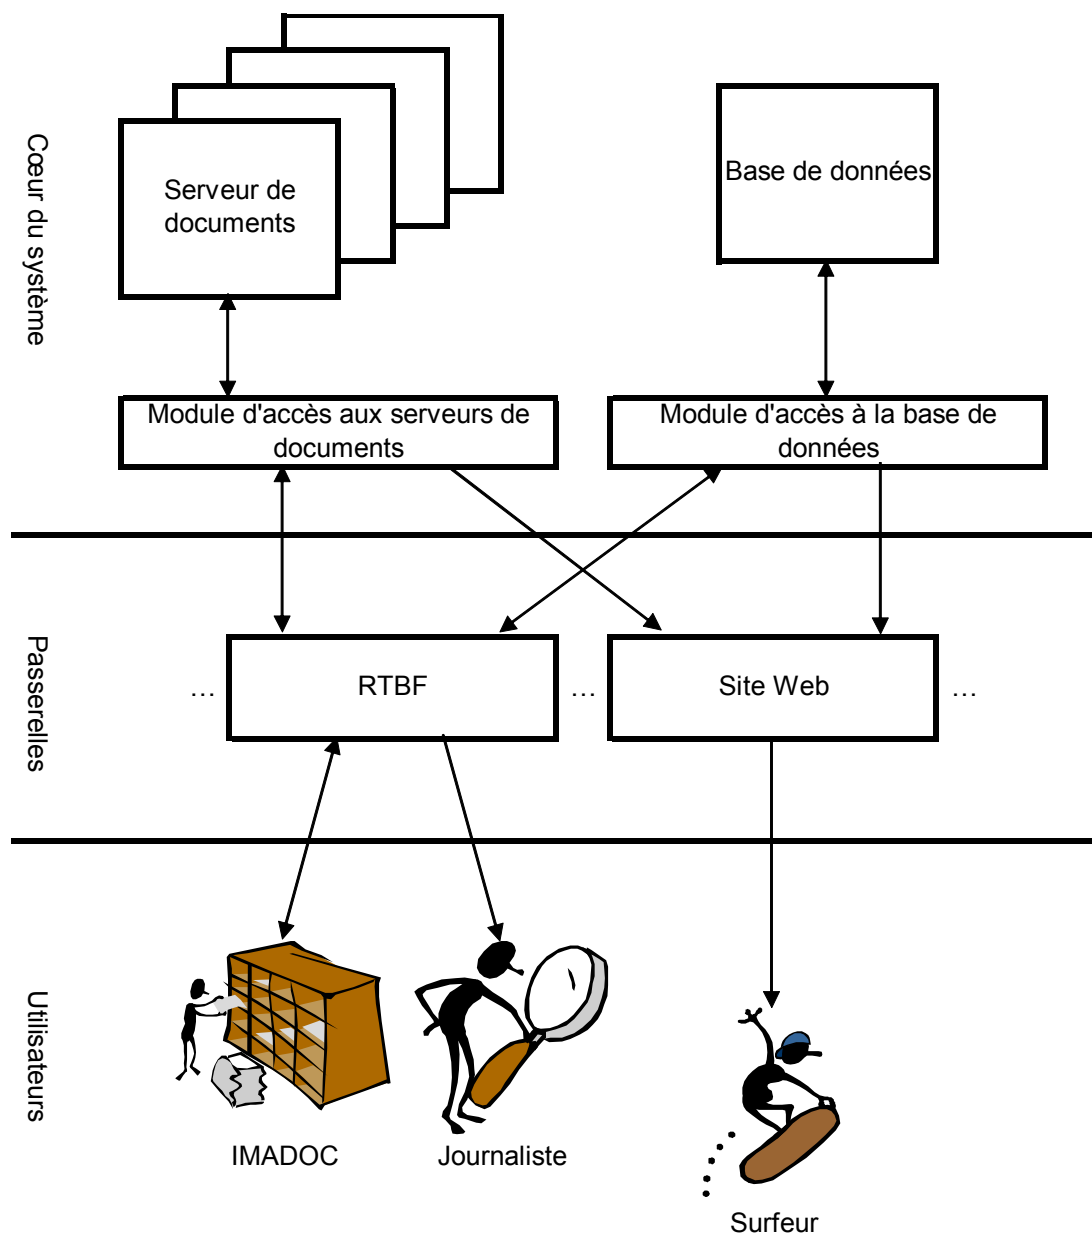 Cœur du système
Serveur de
documents
Base de données
Module d'accès aux serveurs de
documents
Module d'accès à la base de
données
Passerelles
...
RTBF
...
Site Web
...
Utilisateurs
IMADOC
Journaliste
Surfeur